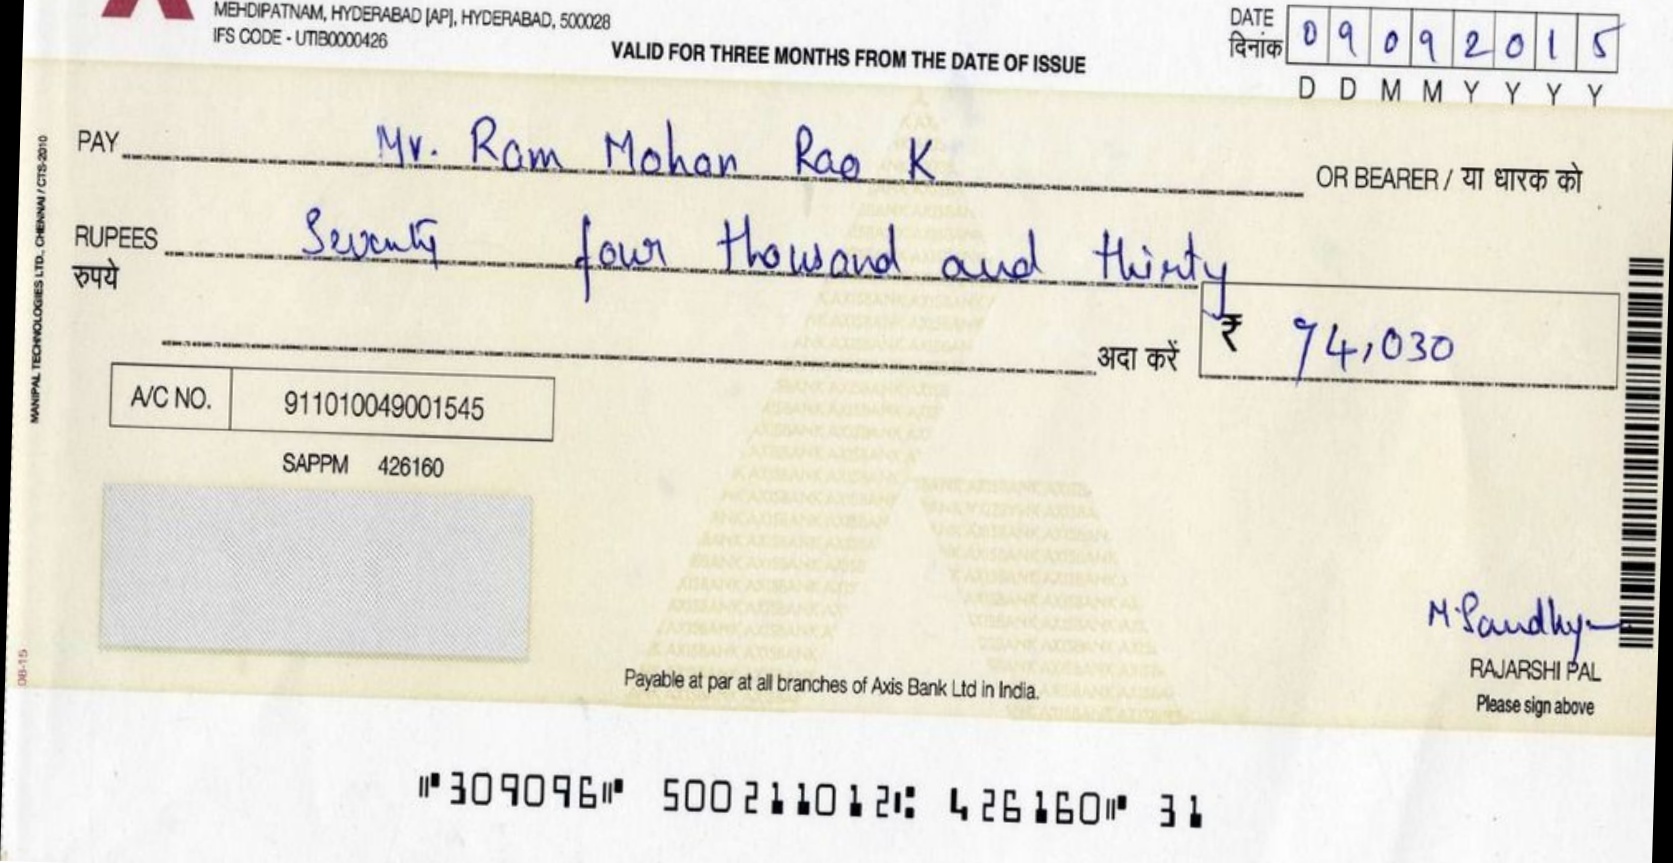 MEHDIPATNAM, HYDERABAD [AP], HYDERABAD, 500028
IFS CODE - UTIB0000426
VALID FOR THREE MONTHS FROM THE DATE OF ISSUE
DATE
दिनांक
0 9 0 9 2 0 1 5
D D M M Y Y Y Y
PAY Mr. Ram Mohan Rao K OR BEARER / या धारक को
RUPEES Seventy four thousand and thirty
रुपये
अदा करें ₹ 74,030
A/C NO. 911010049001545
SAPPM 426160
MANIPAL TECHNOLOGIES LTD., CHENNAI / CTS-2010
08-15
M. Sandhya
RAJARSHI PAL
Please sign above
Payable at par at all branches of Axis Bank Ltd in India.
⑈309096⑈ 500211012⑆ 426160⑈ 31